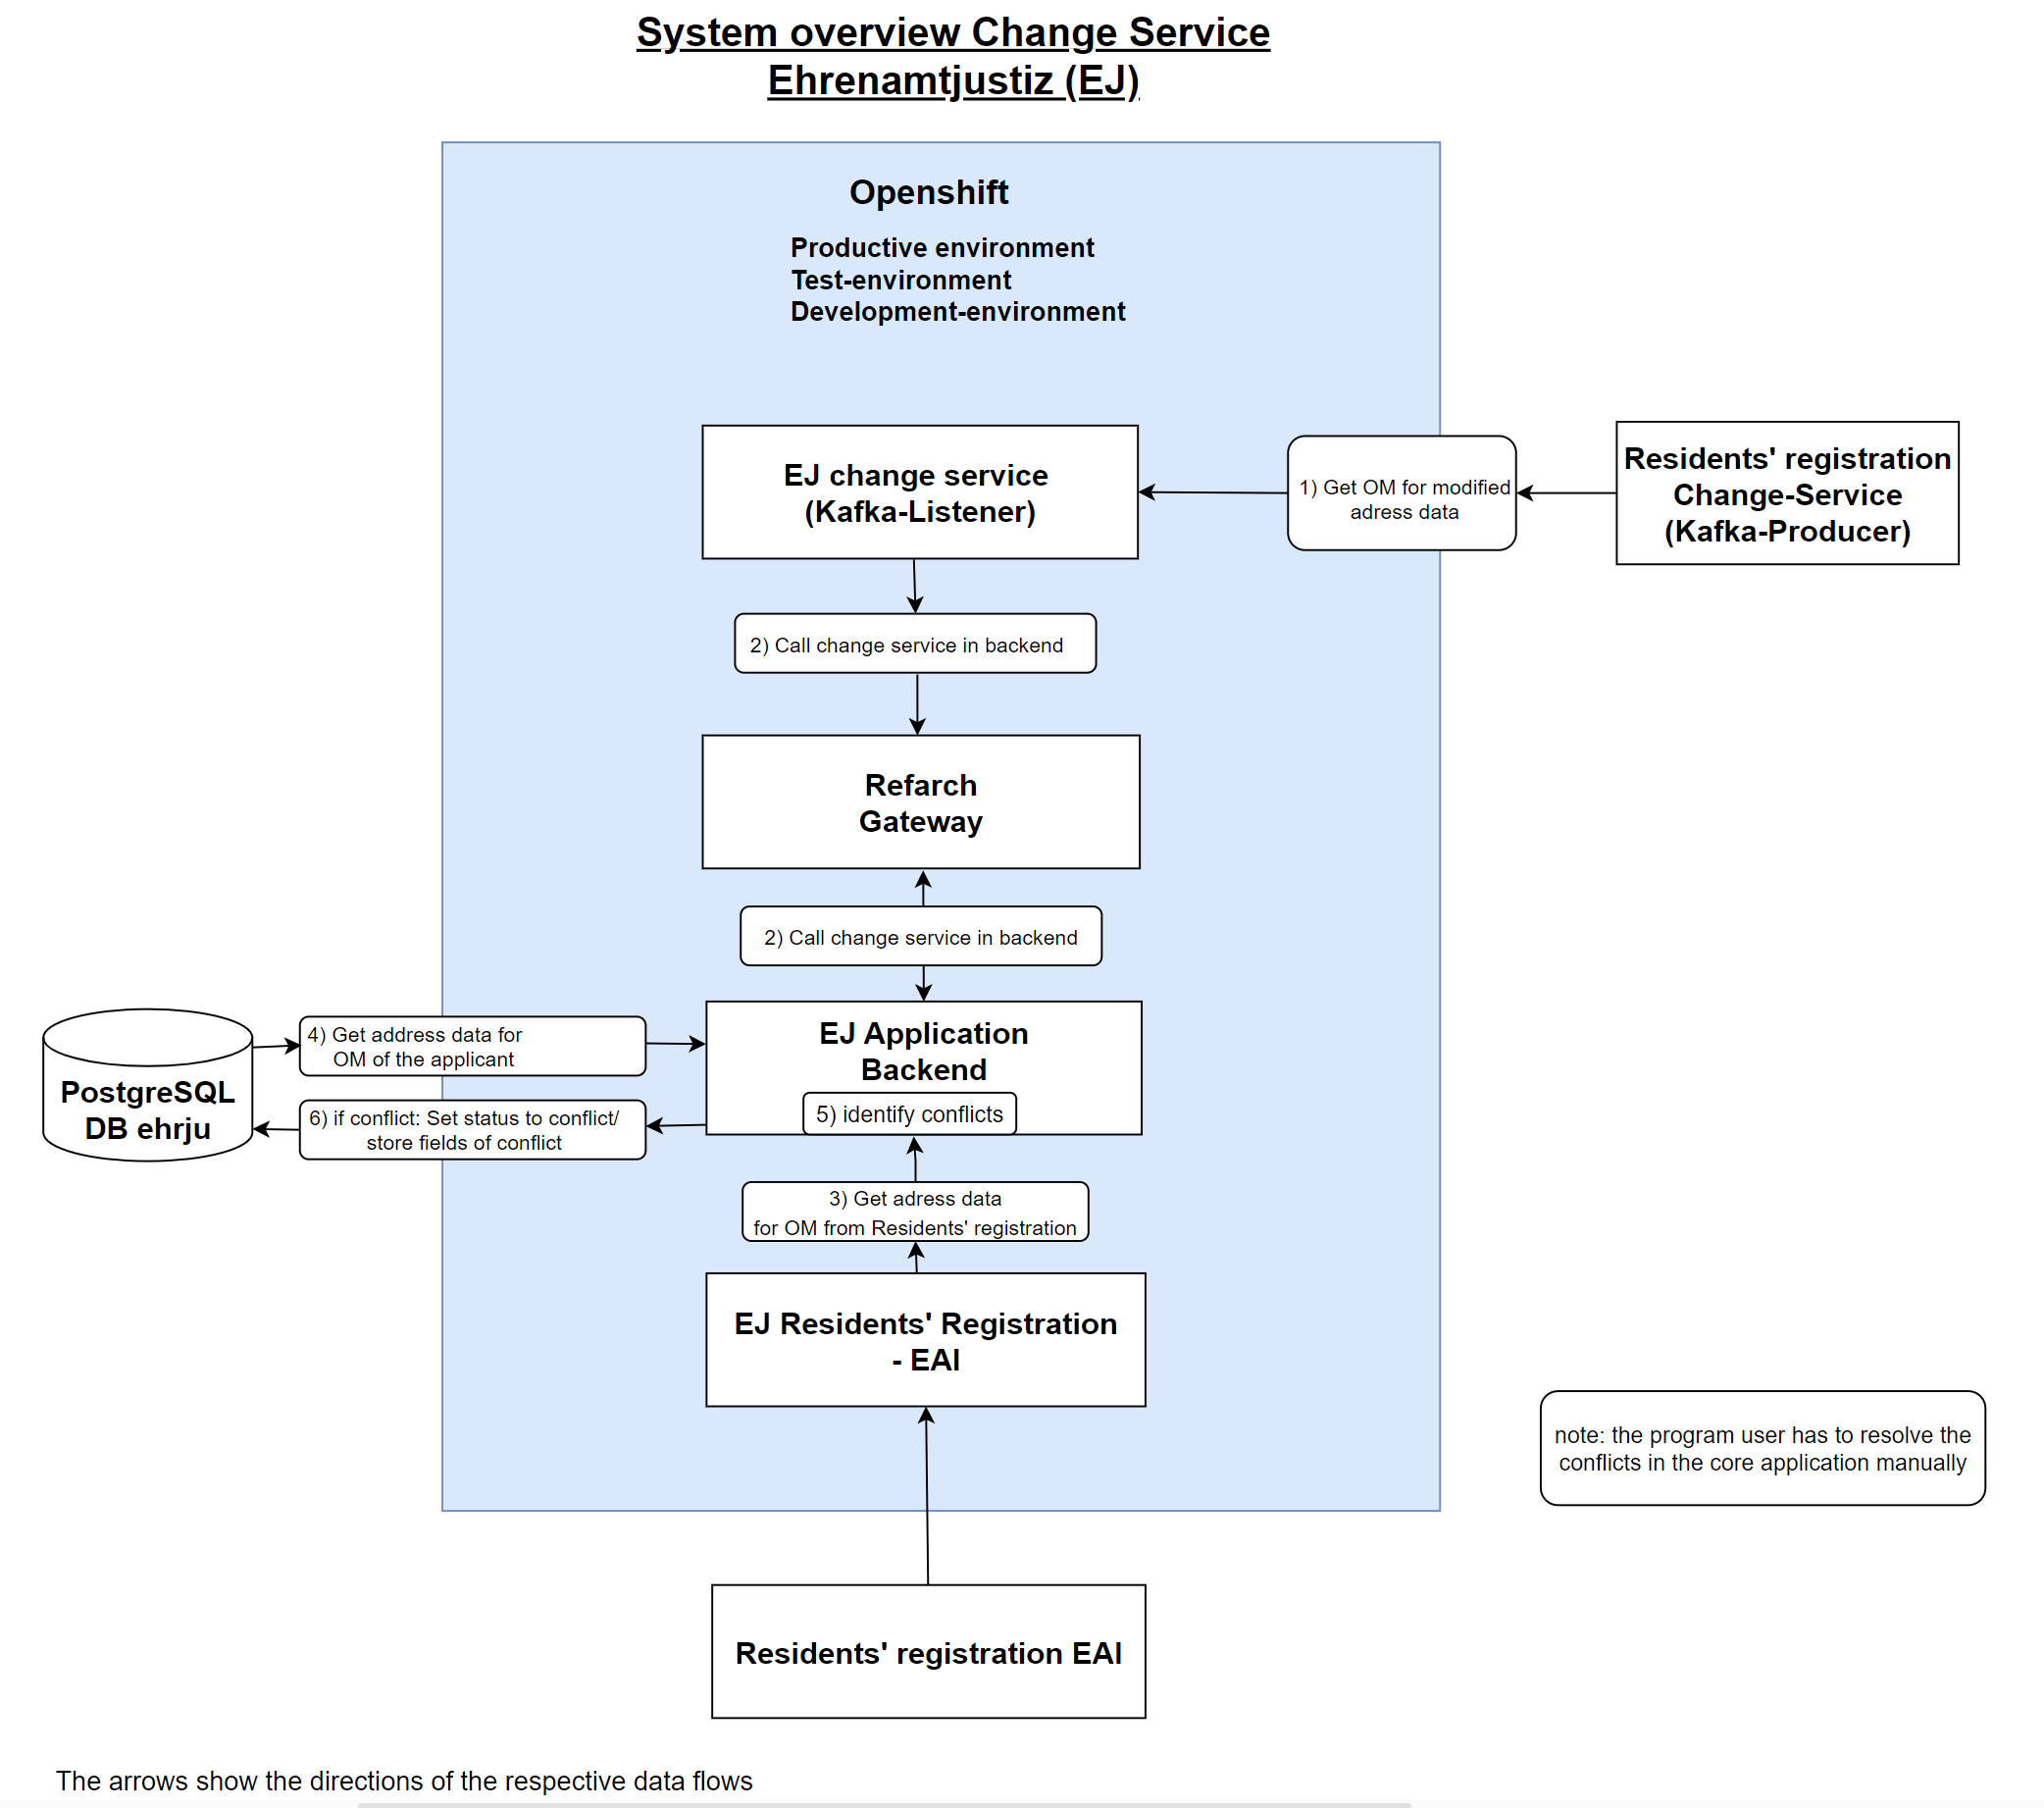 System overview Change Service
Ehrenamtjustiz (EJ)
Openshift
Productive environment
Test-environment
Development-environment
EJ change service
(Kafka-Listener)
1) Get OM for modified
adress data
Residents' registration
Change-Service
(Kafka-Producer)
2) Call change service in backend
Refarch
Gateway
2) Call change service in backend
PostgreSQL
DB ehrju
4) Get address data for
OM of the applicant
6) if conflict: Set status to conflict/
store fields of conflict
EJ Application
Backend
5) identify conflicts
3) Get adress data
for OM from Residents' registration
EJ Residents' Registration
- EAI
note: the program user has to resolve the
conflicts in the core application manually
Residents' registration EAI
The arrows show the directions of the respective data flows